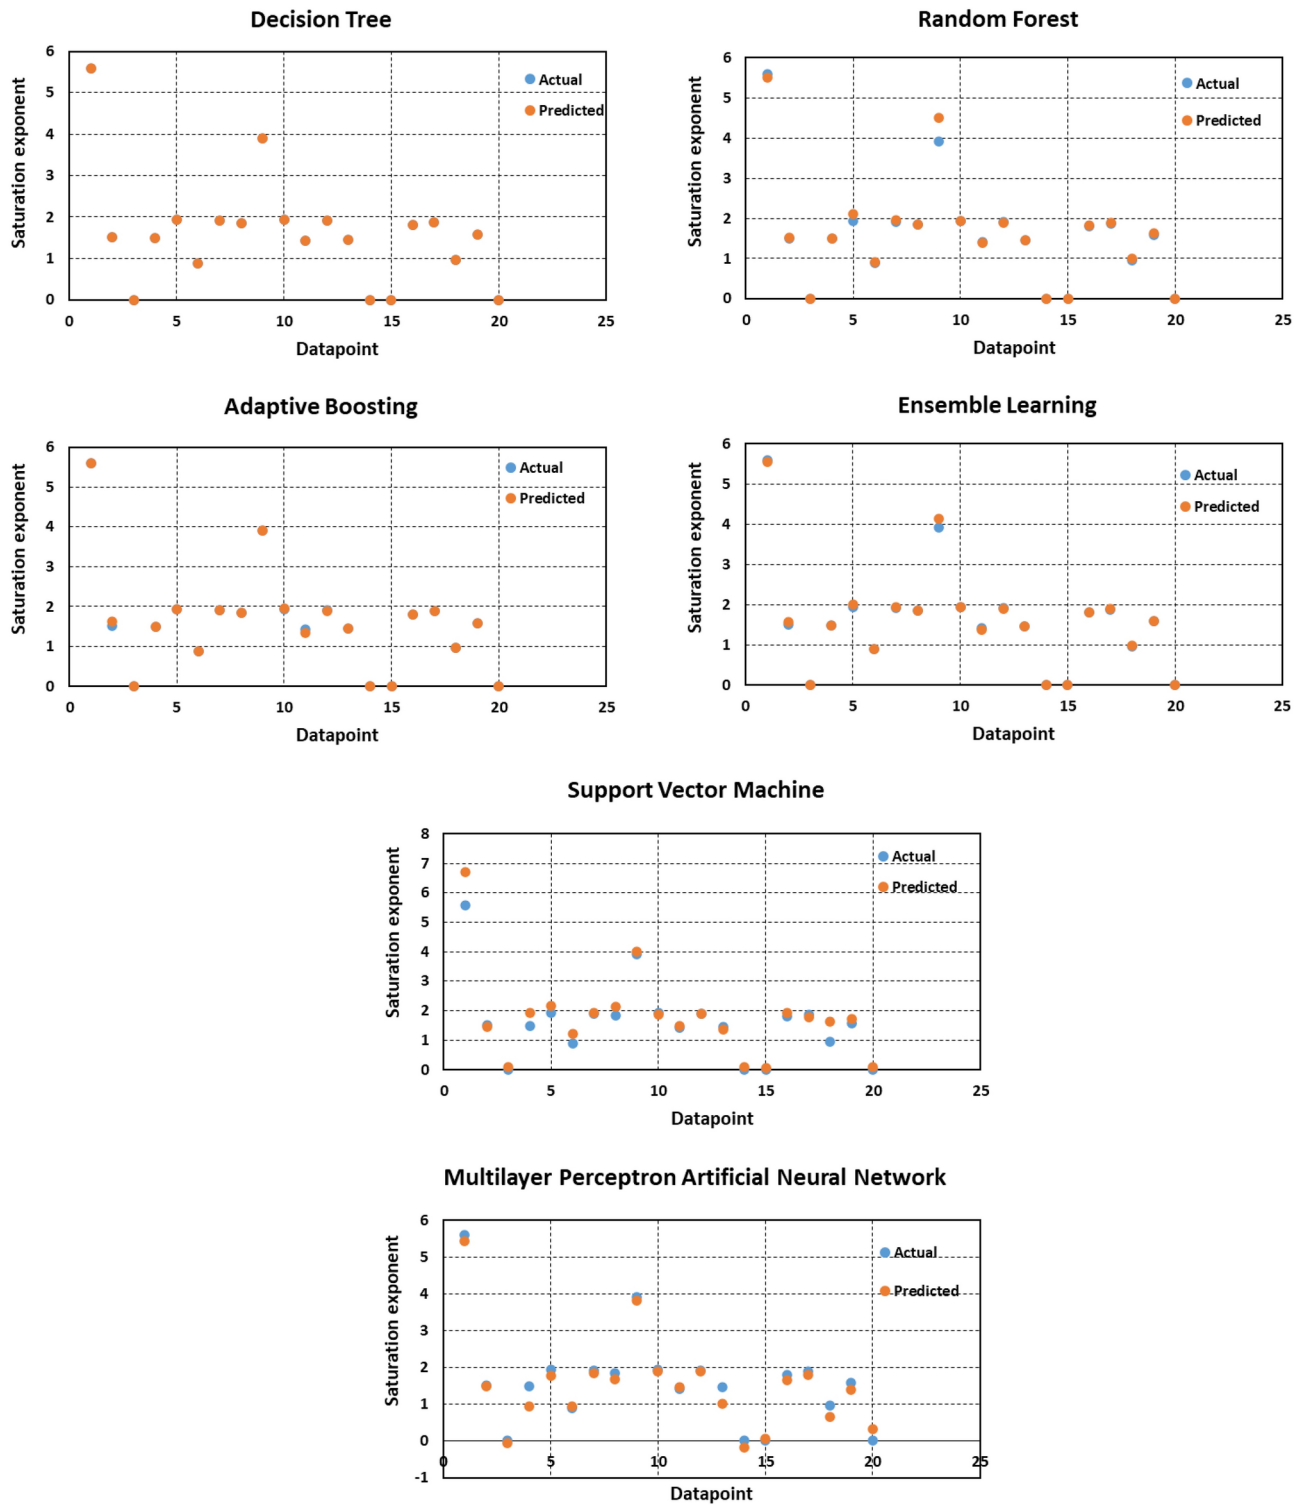 Decision Tree
Saturation exponent
6
5
4
3
2
1
0
Actual
Predicted
0 5 10 15 20 25
Datapoint
Random Forest
Saturation exponent
6
5
4
3
2
1
0
Actual
Predicted
0 5 10 15 20 25
Datapoint
Adaptive Boosting
Saturation exponent
6
5
4
3
2
1
0
Actual
Predicted
0 5 10 15 20 25
Datapoint
Ensemble Learning
Saturation exponent
6
5
4
3
2
1
0
Actual
Predicted
0 5 10 15 20 25
Datapoint
Support Vector Machine
Saturation exponent
8
7
6
5
4
3
2
1
0
Actual
Predicted
0 5 10 15 20 25
Datapoint
Multilayer Perceptron Artificial Neural Network
Saturation exponent
6
5
4
3
2
1
0
-1
Actual
Predicted
0 5 10 15 20 25
Datapoint